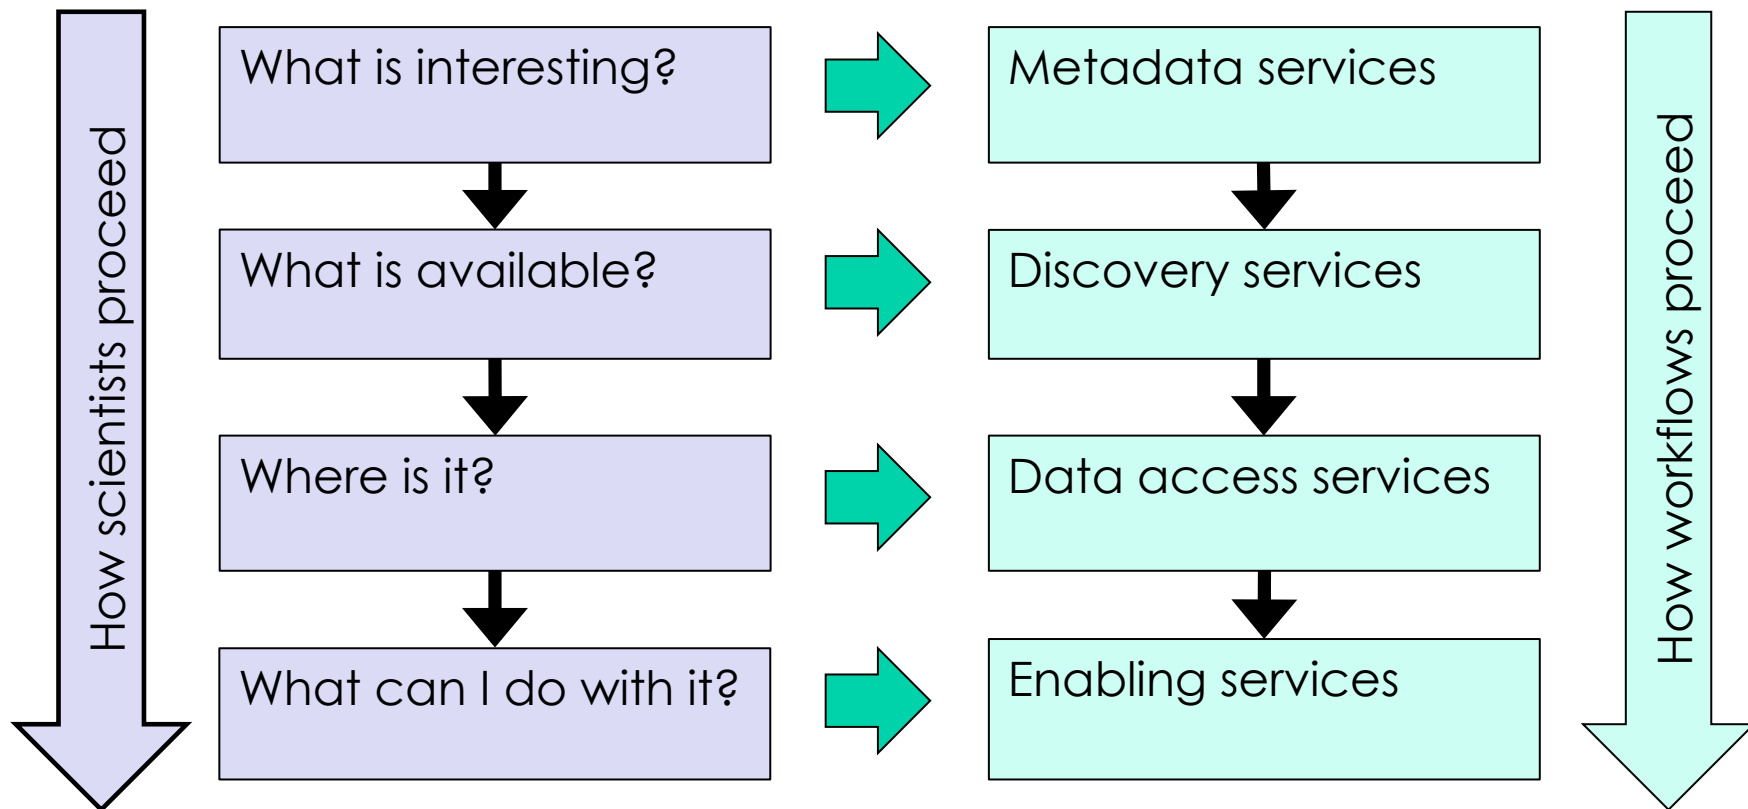 How scientists proceed
What is interesting?
Metadata services
What is available?
Discovery services
Where is it?
Data access services
What can I do with it?
Enabling services
How workflows proceed